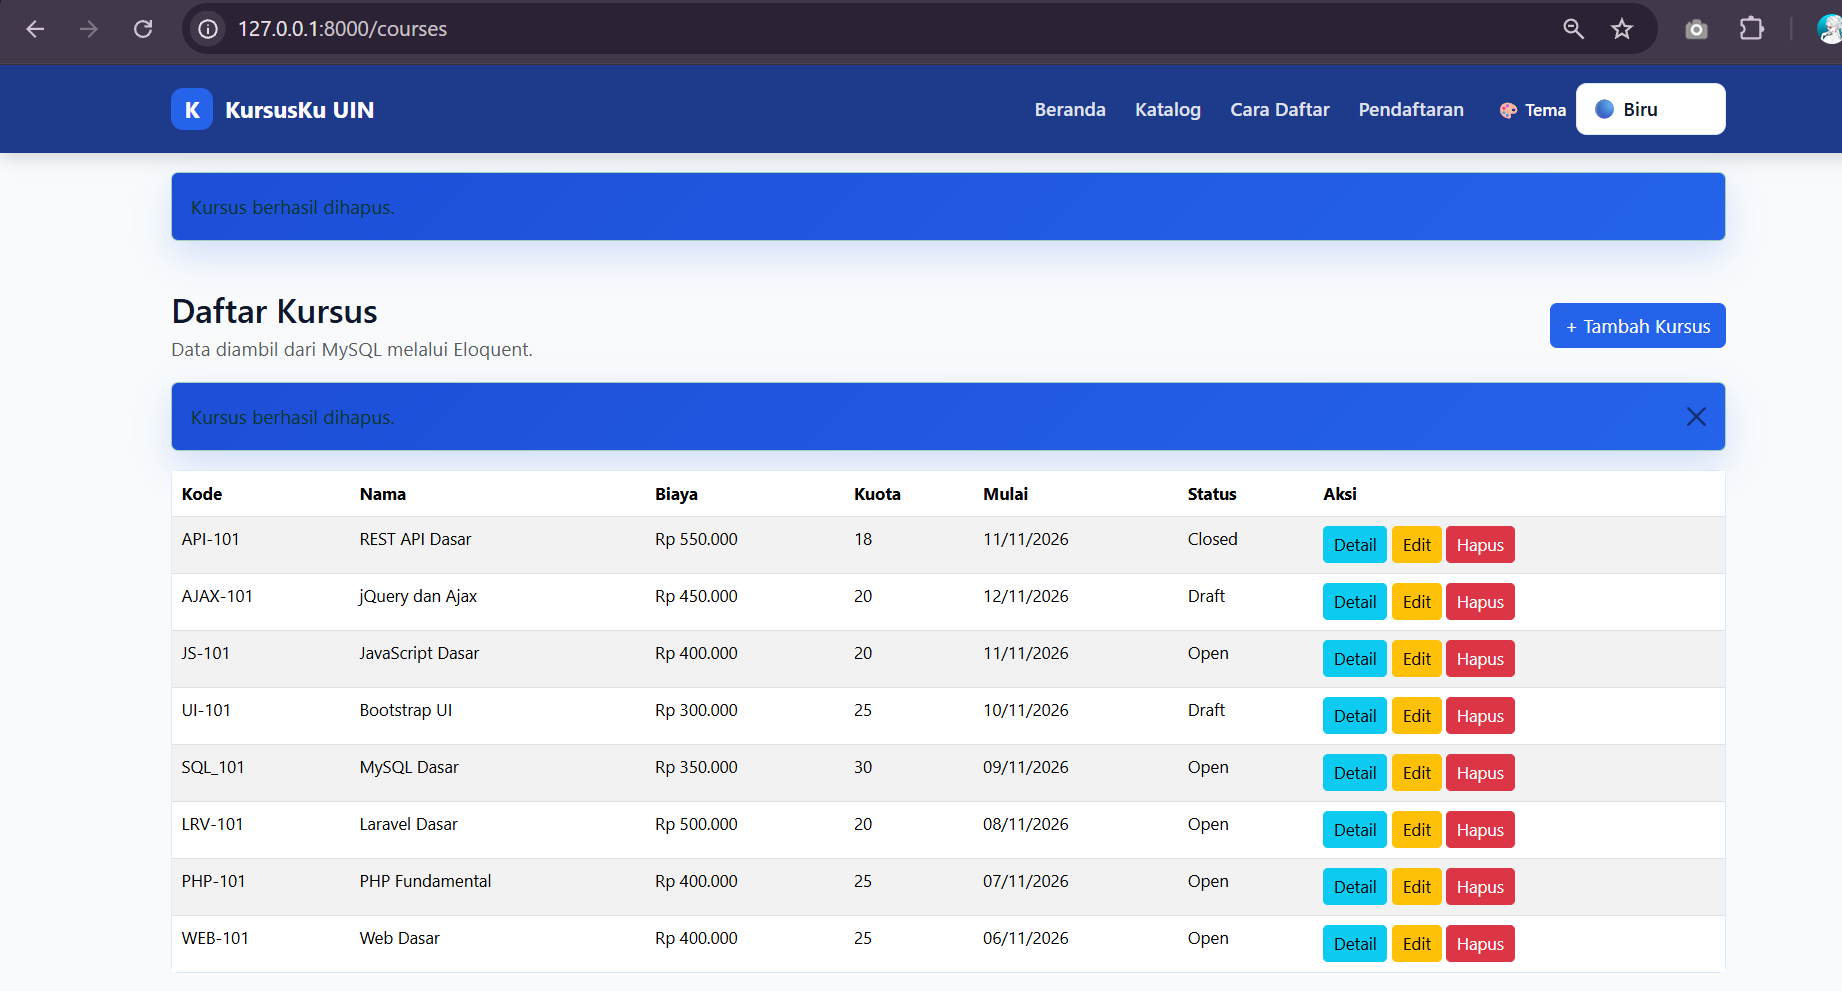 127.0.0.1:8000/courses
K KursusKu UIN Beranda Katalog Cara Daftar Pendaftaran 🎨 Tema Biru
Kursus berhasil dihapus.
Daftar Kursus
+ Tambah Kursus
Data diambil dari MySQL melalui Eloquent.
Kursus berhasil dihapus.
Kode Nama Biaya Kuota Mulai Status Aksi
API-101 REST API Dasar Rp 550.000 18 11/11/2026 Closed Detail Edit Hapus
AJAX-101 jQuery dan Ajax Rp 450.000 20 12/11/2026 Draft Detail Edit Hapus
JS-101 JavaScript Dasar Rp 400.000 20 11/11/2026 Open Detail Edit Hapus
UI-101 Bootstrap UI Rp 300.000 25 10/11/2026 Draft Detail Edit Hapus
SQL_101 MySQL Dasar Rp 350.000 30 09/11/2026 Open Detail Edit Hapus
LRV-101 Laravel Dasar Rp 500.000 20 08/11/2026 Open Detail Edit Hapus
PHP-101 PHP Fundamental Rp 400.000 25 07/11/2026 Open Detail Edit Hapus
WEB-101 Web Dasar Rp 400.000 25 06/11/2026 Open Detail Edit Hapus